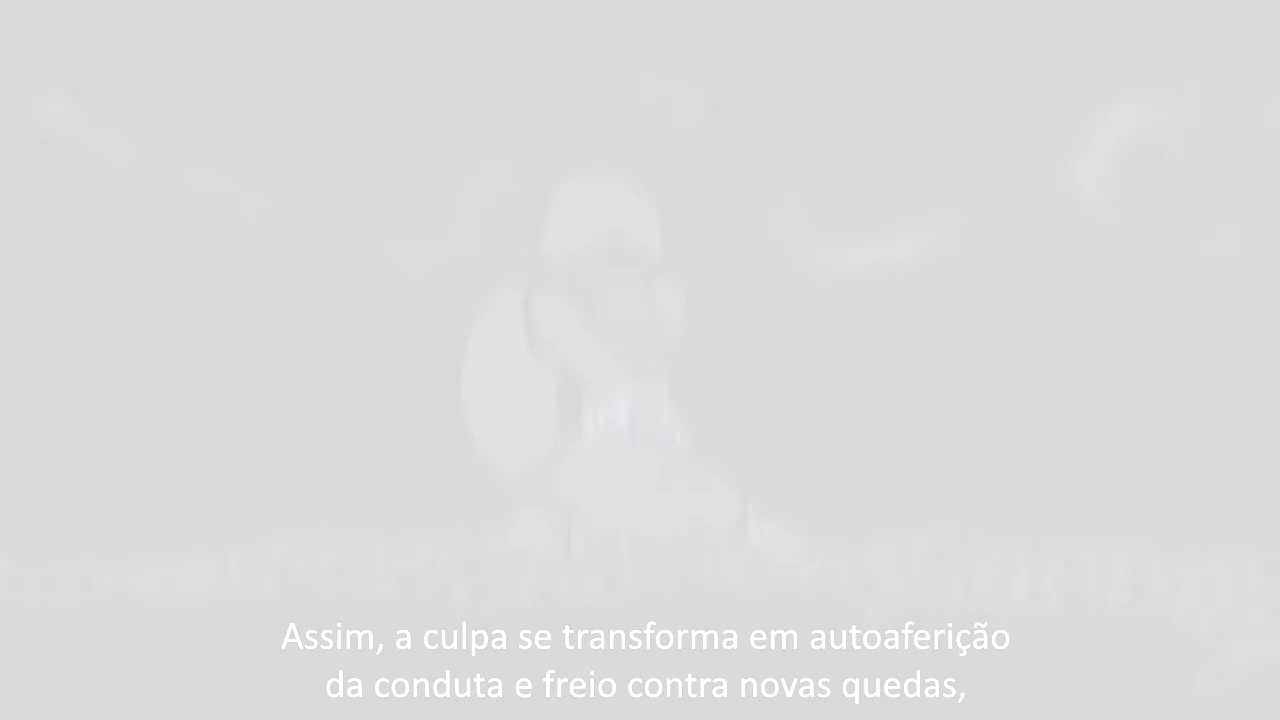 Assim, a culpa se transforma em autoaferição
da conduta e freio contra novas quedas,